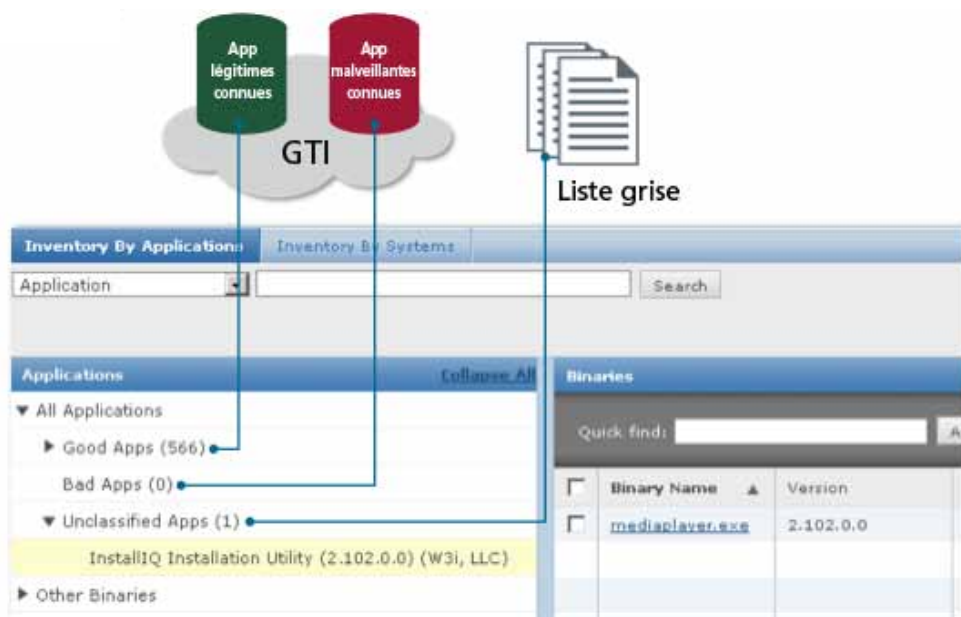 App
légitimes
connues
App
malveillantes
connues
GTI
Liste grise
Inventory By Applications
Inventory By Systems
Application
Search
Applications
Collapse All
Binaries
All Applications
Quick find:
A
Good Apps (566)
Bad Apps (0)
Binary Name
Version
Unclassified Apps (1)
mediaplayer.exe
2.102.0.0
InstallIQ Installation Utility (2.102.0.0) (W3i, LLC)
Other Binaries